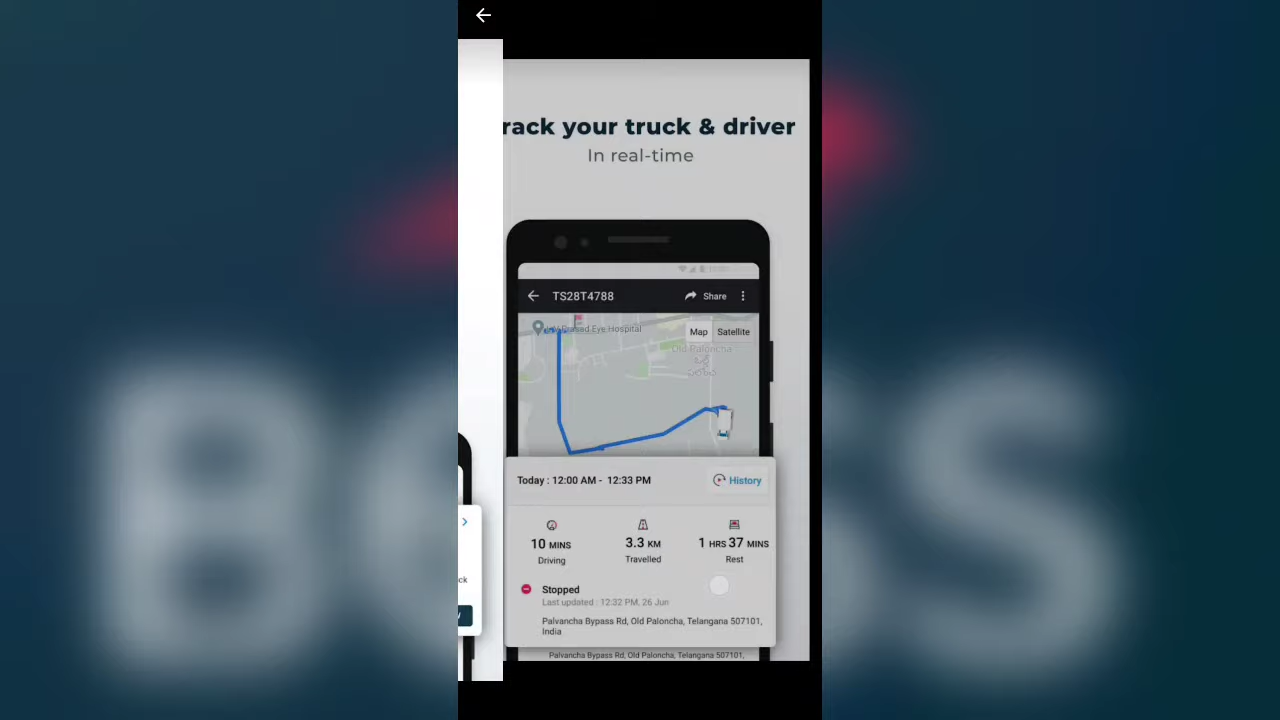 rack your truck & driver
In real-time
TS28T4788
Share
Prasad Eye Hospital
Map
Satellite
Old Paloncha
Today : 12:00 AM - 12:33 PM
History
10 MINS
3.3 KM
1 HRS 37 MINS
Driving
Travelled
Rest
ck
Stopped
Last updated : 12:32 PM, 26 Jun
Palvancha Bypass Rd, Old Paloncha, Telangana 507101,
India
Palvancha Bypass Rd, Old Paloncha, Telangana 507101,